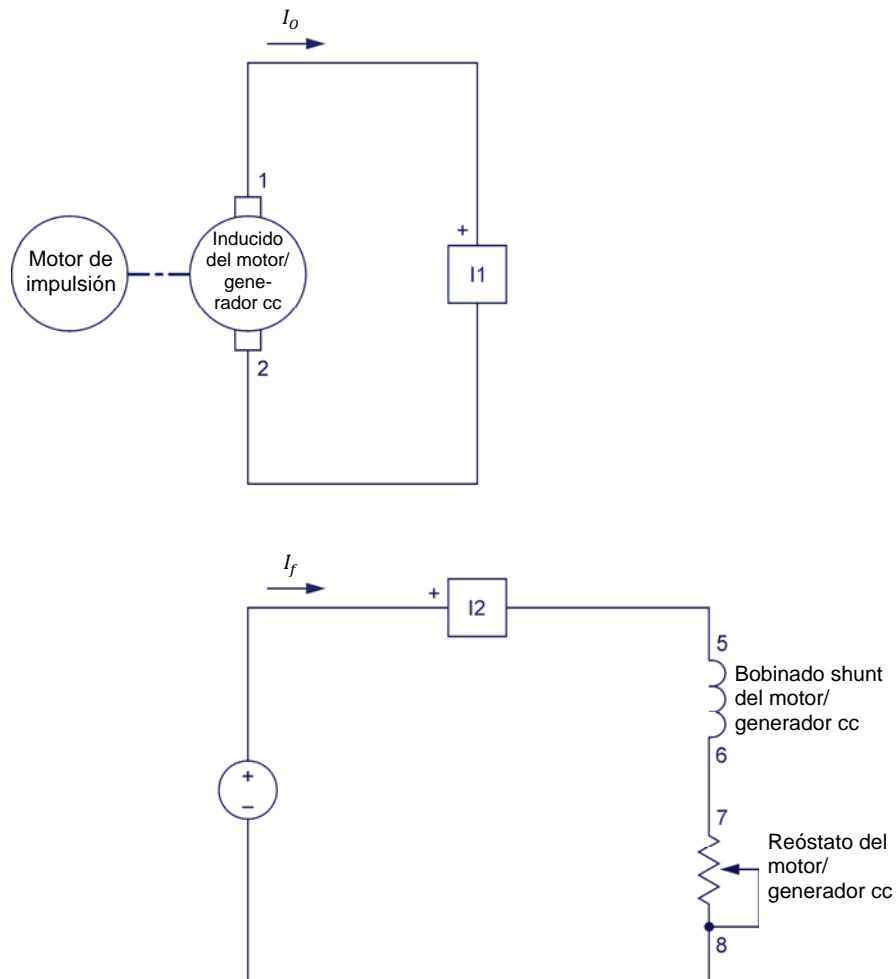 I_O
1
Motor de
impulsión
Inducido
del motor/
gene-
rador cc
+
I1
2
I_f
+
I2
5
Bobinado shunt
del motor/
generador cc
6
+
–
7
Reóstato del
motor/
generador cc
8